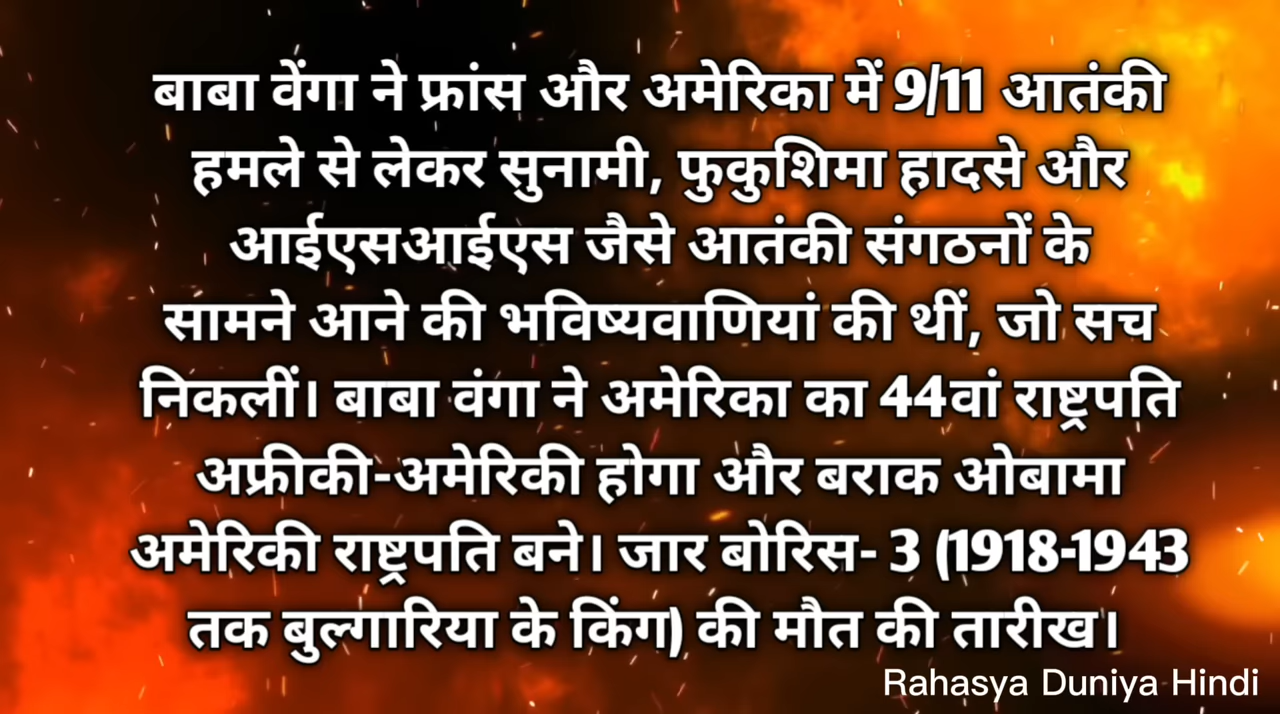 बाबा वेंगा ने फ्रांस और अमेरिका में 9/11 आतंकी
हमले से लेकर सुनामी, फुकुशिमा हादसे और
आईएसआईएस जैसे आतंकी संगठनों के
सामने आने की भविष्यवाणियां की थीं, जो सच
निकलीं। बाबा वंगा ने अमेरिका का 44वां राष्ट्रपति
अफ्रीकी-अमेरिकी होगा और बराक ओबामा
अमेरिकी राष्ट्रपति बने। जार बोरिस- 3 (1918-1943
तक बुल्गारिया के किंग) की मौत की तारीख।
Rahasya Duniya Hindi